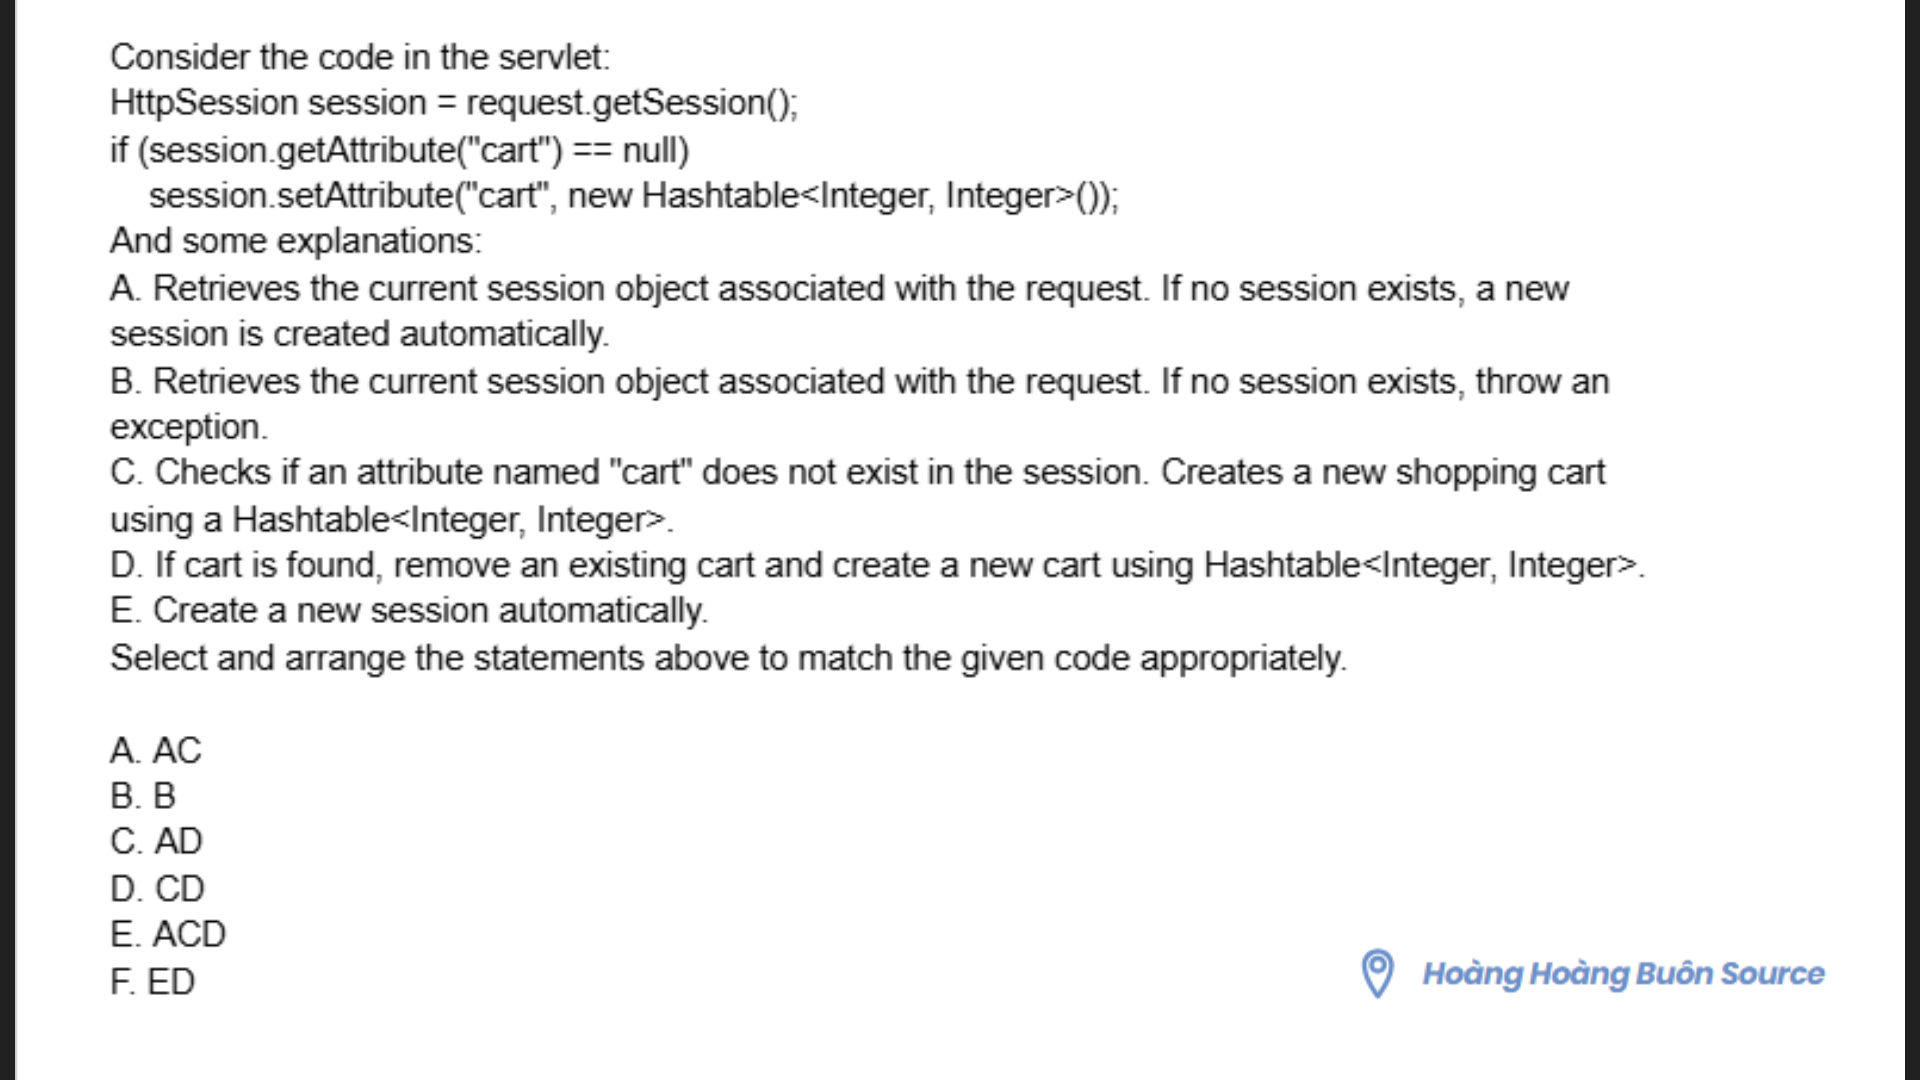 Consider the code in the servlet:
HttpSession session = request.getSession();
if (session.getAttribute("cart") == null)
session.setAttribute("cart", new Hashtable<Integer, Integer>());
And some explanations:
A. Retrieves the current session object associated with the request. If no session exists, a new
session is created automatically.
B. Retrieves the current session object associated with the request. If no session exists, throw an
exception.
C. Checks if an attribute named "cart" does not exist in the session. Creates a new shopping cart
using a Hashtable<Integer, Integer>.
D. If cart is found, remove an existing cart and create a new cart using Hashtable<Integer, Integer>.
E. Create a new session automatically.
Select and arrange the statements above to match the given code appropriately.
A. AC
B. B
C. AD
D. CD
E. ACD
F. ED
Hoàng Hoàng Buôn Source